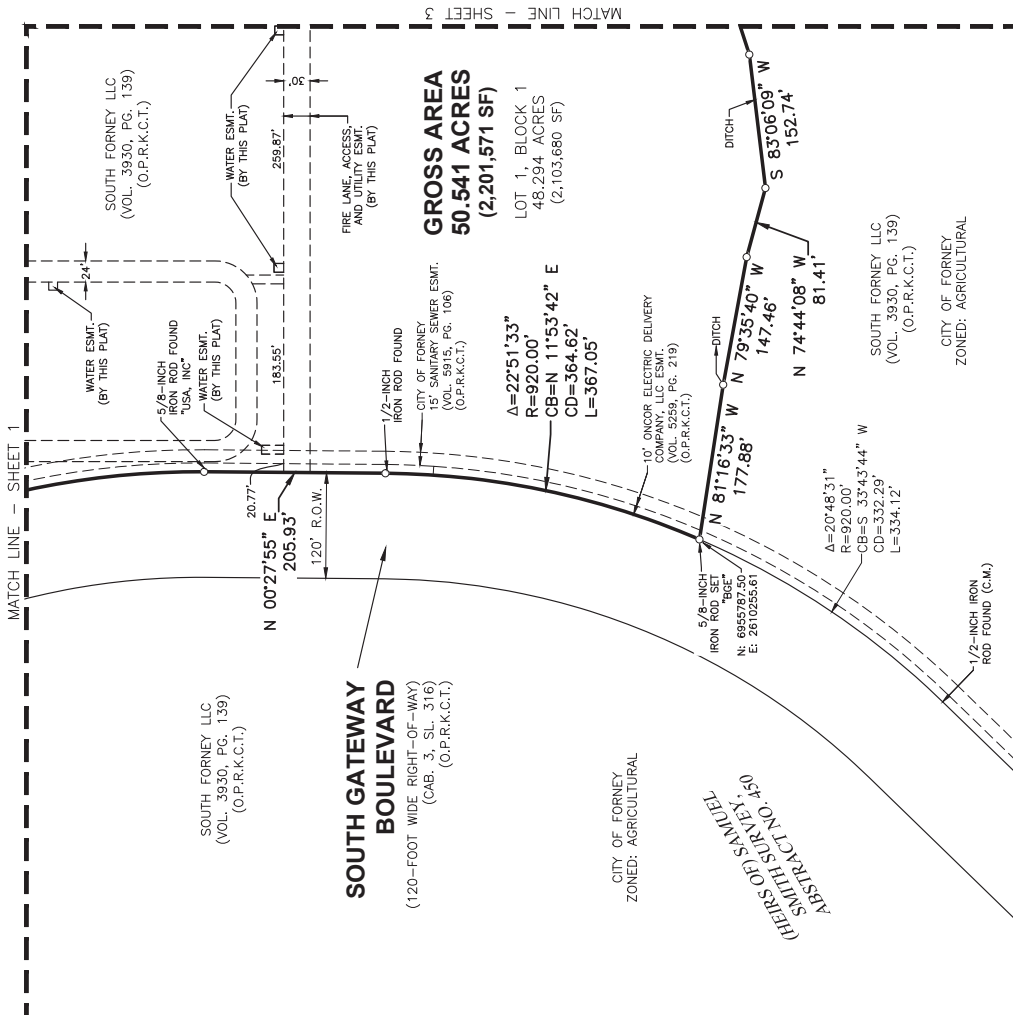 MATCH LINE – SHEET 1
MATCH LINE – SHEET 3
SOUTH FORNEY LLC
(VOL. 3930, PG. 139)
(O.P.R.K.C.T.)
WATER ESMT.
(BY THIS PLAT)
30'
259.87'
FIRE LANE, ACCESS,
AND UTILITY ESMT.
(BY THIS PLAT)
GROSS AREA
50.541 ACRES
(2,201,571 SF)
LOT 1, BLOCK 1
48.294 ACRES
(2,103,680 SF)
DITCH
S 83°06'09" W
152.74'
24'
WATER ESMT.
(BY THIS PLAT)
5/8-INCH
IRON ROD FOUND
"USA, INC"
WATER ESMT.
(BY THIS PLAT)
183.55'
1/2-INCH
IRON ROD FOUND
CITY OF FORNEY
15' SANITARY SEWER ESMT.
(VOL. 5915, PG. 106)
(O.P.R.K.C.T.)
Δ=22°51'33"
R=920.00'
CB=N 11°53'42" E
CD=364.62'
L=367.05'
10' ONCOR ELECTRIC DELIVERY
COMPANY, LLC ESMT.
(VOL. 5259, PG. 219)
(O.P.R.K.C.T.)
DITCH
N 79°35'40" W
147.46'
N 74°44'08" W
81.41'
SOUTH FORNEY LLC
(VOL. 3930, PG. 139)
(O.P.R.K.C.T.)
CITY OF FORNEY
ZONED: AGRICULTURAL
N 81°16'33" W
177.88'
20.77'
N 00°27'55" E
205.93'
120' R.O.W.
5/8-INCH
IRON ROD SET
"BGE"
N: 6955787.50
E: 2610255.61
Δ=20°48'31"
R=920.00'
CB=S 33°43'44" W
CD=332.29'
L=334.12'
1/2-INCH IRON
ROD FOUND (C.M.)
SOUTH FORNEY LLC
(VOL. 3930, PG. 139)
(O.P.R.K.C.T.)
SOUTH GATEWAY
BOULEVARD
(120-FOOT WIDE RIGHT-OF-WAY)
(CAB. 3, SL. 316)
(O.P.R.K.C.T.)
CITY OF FORNEY
ZONED: AGRICULTURAL
(HEIRS OF) SAMUEL
SMITH SURVEY,
ABSTRACT NO. 450